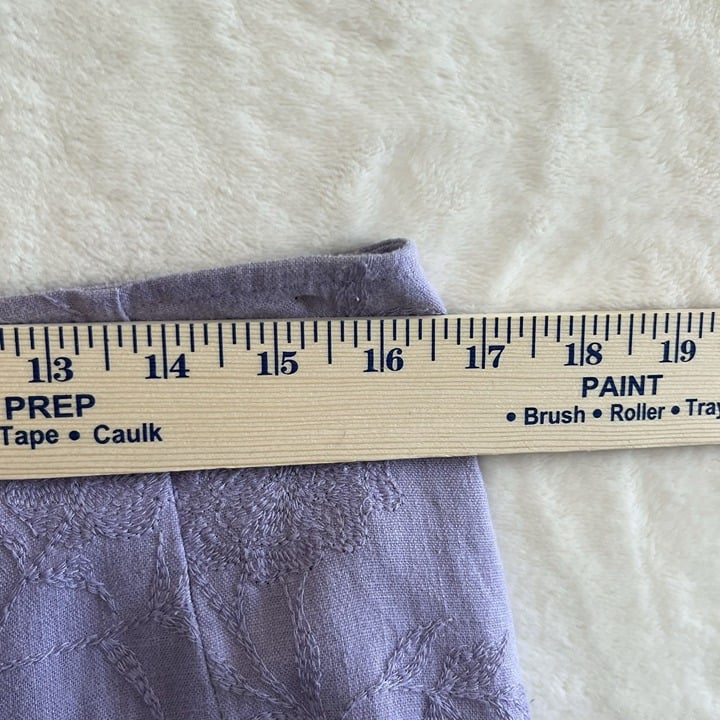 13 14 15 16 17 18 19
PREP PAINT
Tape • Caulk • Brush • Roller • Tray